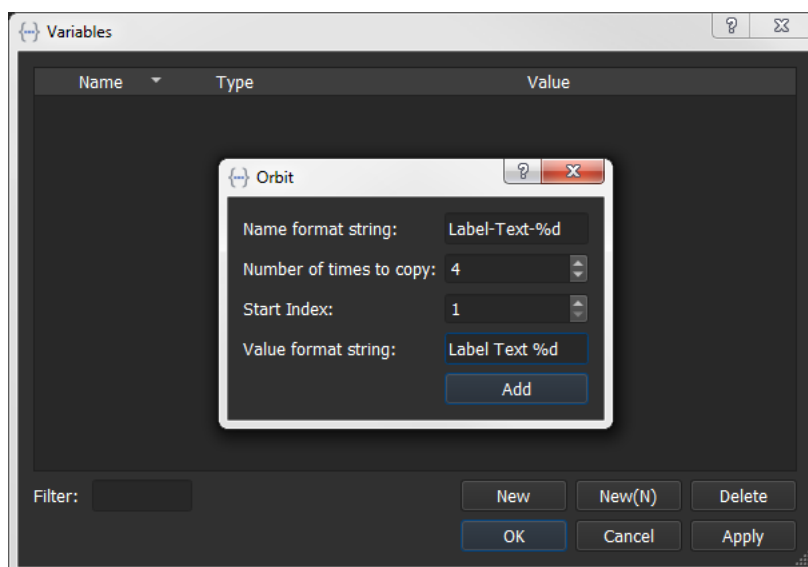 Variables
Name Type Value
Orbit
Name format string: Label-Text-%d
Number of times to copy: 4
Start Index: 1
Value format string: Label Text %d
Add
Filter: New New(N) Delete
OK Cancel Apply